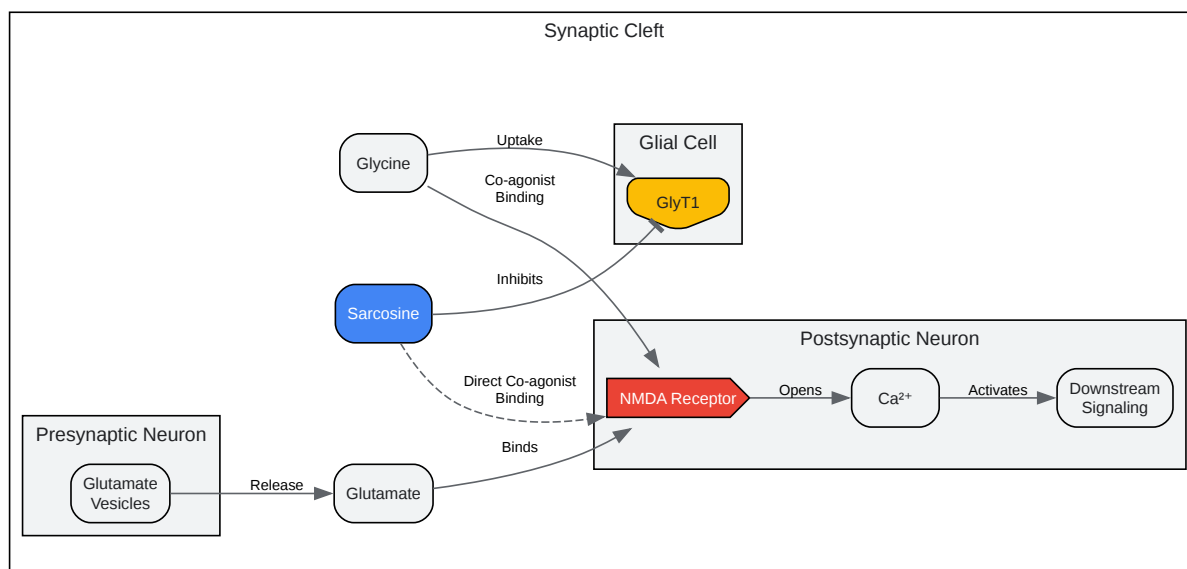 Synaptic Cleft
Uptake
Glial Cell
Glycine
Co-agonist
Binding
GlyT1
Inhibits
Sarcosine
Postsynaptic Neuron
Direct Co-agonist
Binding
NMDA Receptor
Opens
Ca²⁺
Activates
Downstream
Signaling
Presynaptic Neuron
Binds
Glutamate
Vesicles
Release
Glutamate